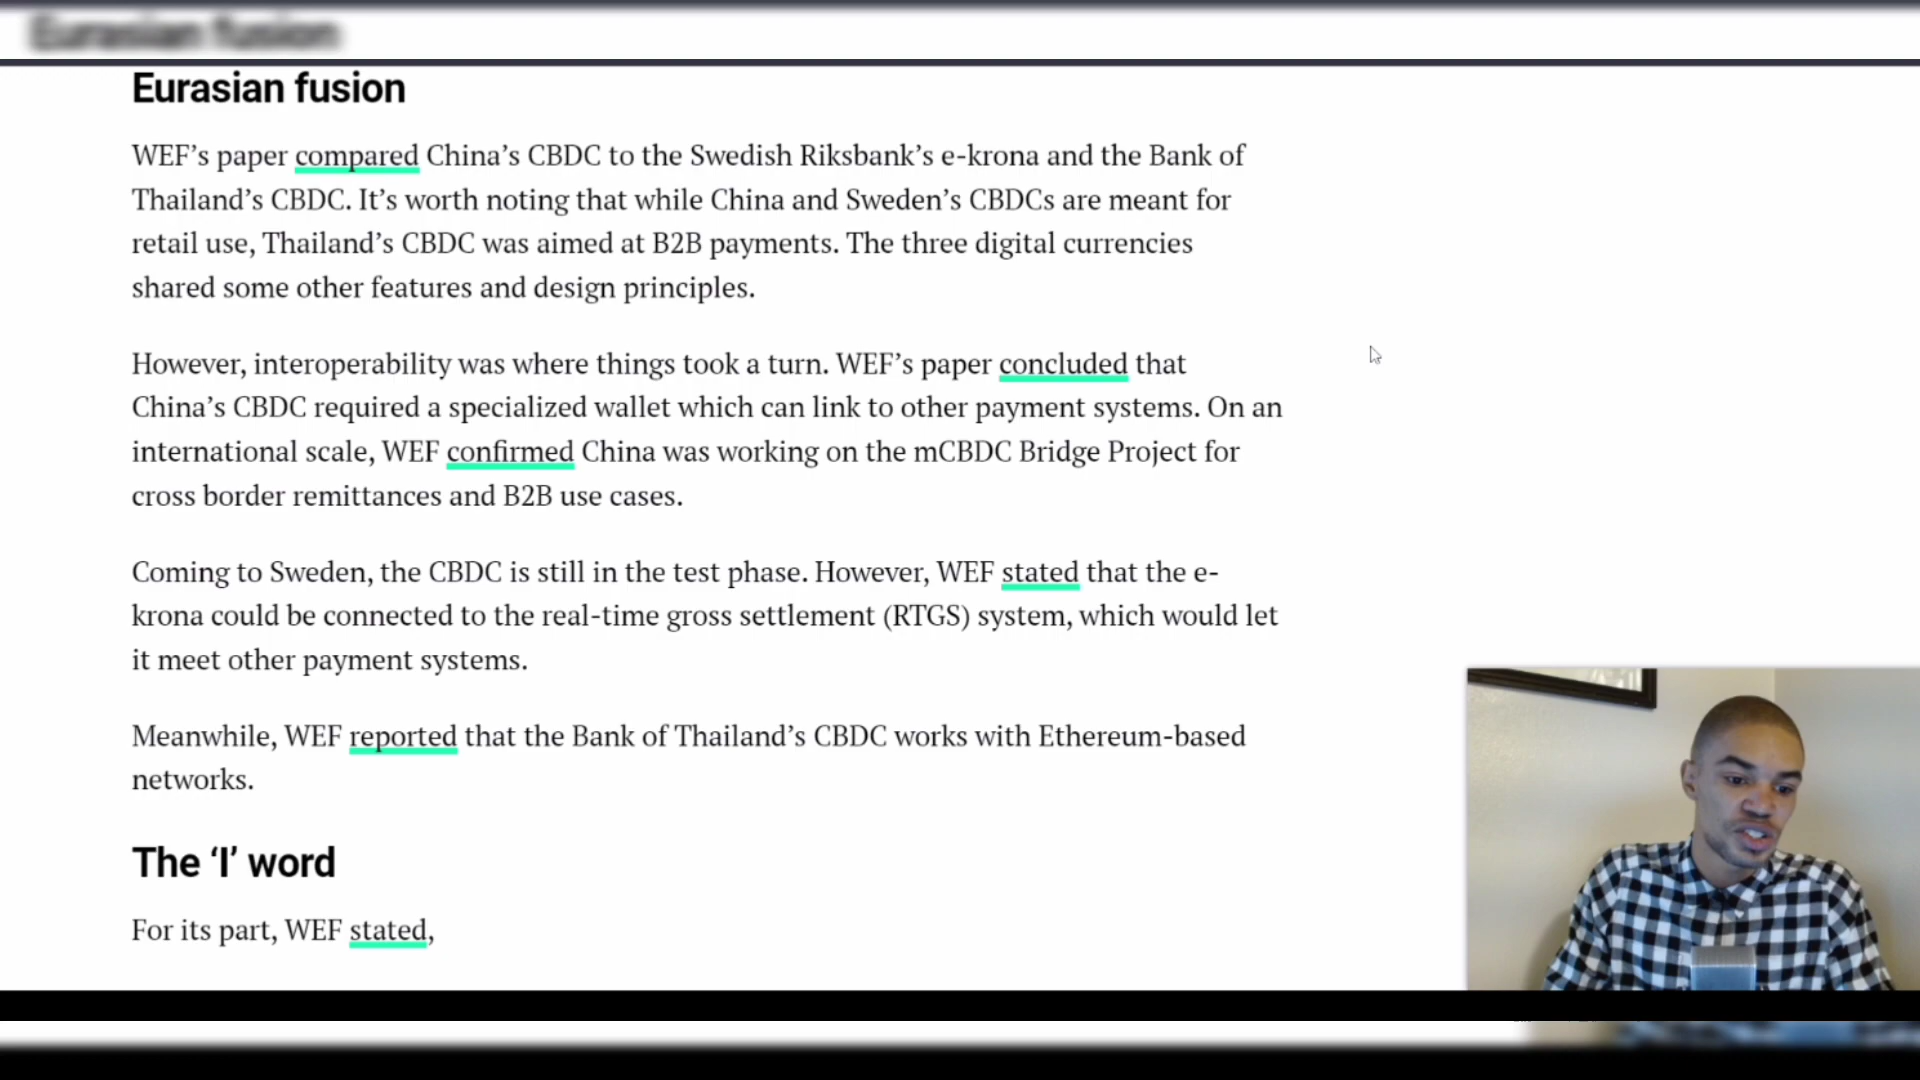 Eurasian fusion
Eurasian fusion
WEF’s paper compared China’s CBDC to the Swedish Riksbank’s e-krona and the Bank of
Thailand’s CBDC. It’s worth noting that while China and Sweden’s CBDCs are meant for
retail use, Thailand’s CBDC was aimed at B2B payments. The three digital currencies
shared some other features and design principles.
However, interoperability was where things took a turn. WEF’s paper concluded that
China’s CBDC required a specialized wallet which can link to other payment systems. On an
international scale, WEF confirmed China was working on the mCBDC Bridge Project for
cross border remittances and B2B use cases.
Coming to Sweden, the CBDC is still in the test phase. However, WEF stated that the e-
krona could be connected to the real-time gross settlement (RTGS) system, which would let
it meet other payment systems.
Meanwhile, WEF reported that the Bank of Thailand’s CBDC works with Ethereum-based
networks.
The ‘I’ word
For its part, WEF stated,